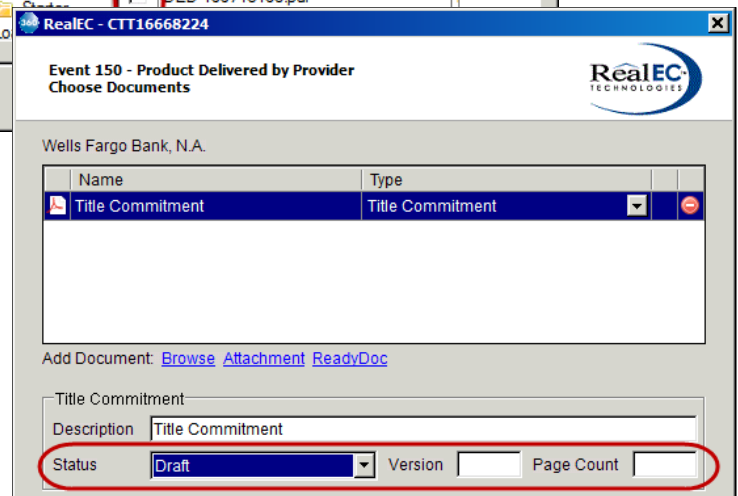 Starter
RealEC - CTT16668224
Event 150 - Product Delivered by Provider
Choose Documents
RealEC
TECHNOLOGIES
Wells Fargo Bank, N.A.
Name Type
Title Commitment Title Commitment
Add Document: Browse Attachment ReadyDoc
Title Commitment
Description Title Commitment
Status Draft Version Page Count